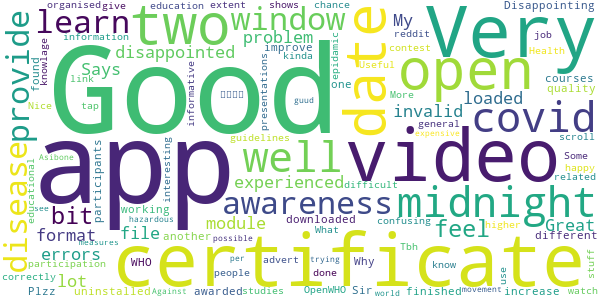 organised give education extent shows chance Disappointing
learn two window My reddit job Very
information problem improve contest Health
knowlage disappointed kinda epidamic Useful
provide Says found link one More courses
Good date open quality
Nice tap informative presentations guud invalid loaded covid
app video general expensive scroll
disease Asibone participants interesting guidelines well Some happy
educational experienced difficult related
bit working hazardous awareness midnight
see module downloaded confusing feel higher Great
format file another What Tbh different
measures WHO certificate
errors participation possible per advert trying Why know increase
correctly lot people done use stuff
Plzz uninstalled Against awarded studies OpenWHO world Sir finished movement watch